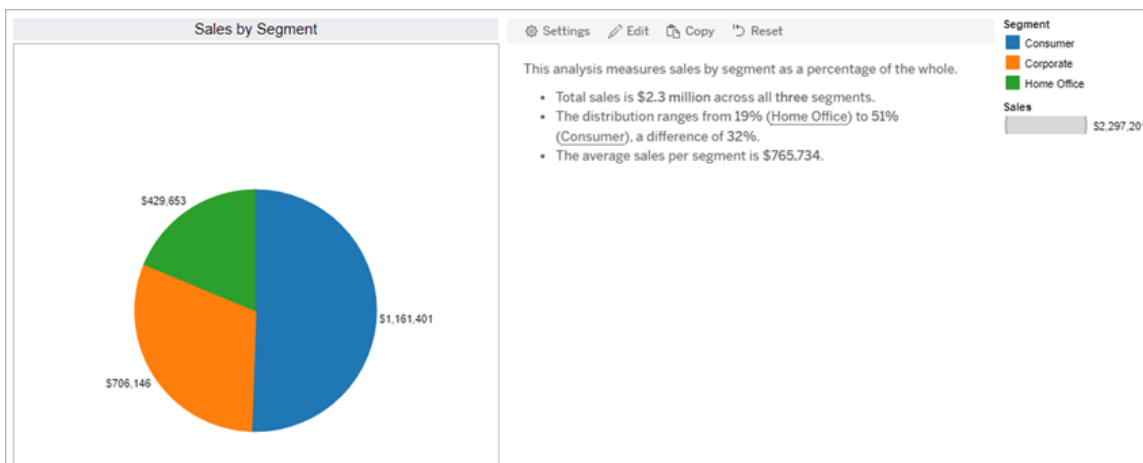 Sales by Segment
$429,653
$1,161,401
$706,146
Settings Edit Copy Reset
This analysis measures sales by segment as a percentage of the whole.
• Total sales is $2.3 million across all three segments.
• The distribution ranges from 19% (Home Office) to 51%
(Consumer), a difference of 32%.
• The average sales per segment is $765,734.
Segment
Consumer
Corporate
Home Office
Sales